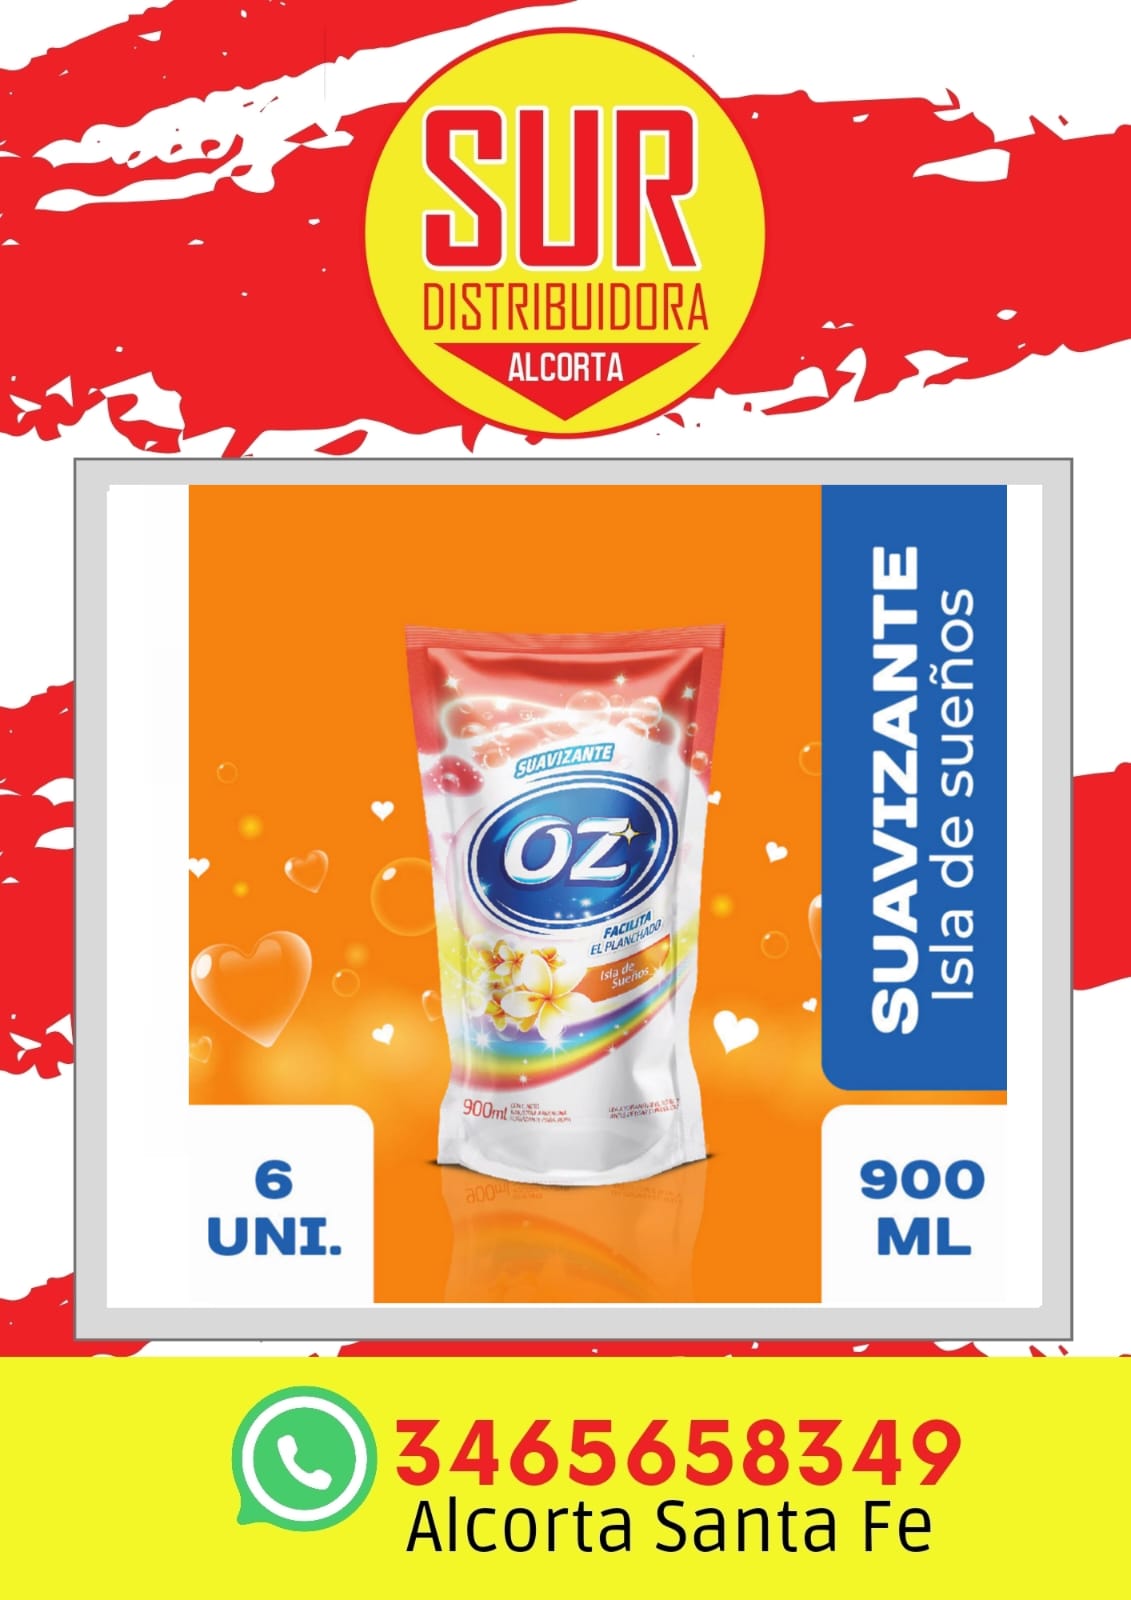 SUR
DISTRIBUIDORA
ALCORTA
SUAVIZANTE
Isla de sueños
SUAVIZANTE
OZ
FACILITA
EL PLANCHADO
Isla de
Sueños
900ml
6
UNI.
900
ML
3465658349
Alcorta Santa Fe